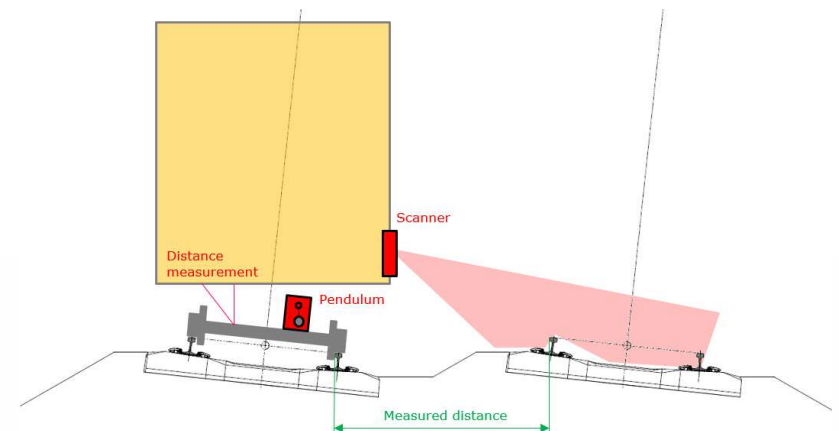 Scanner
Distance
measurement
Pendulum
Measured distance